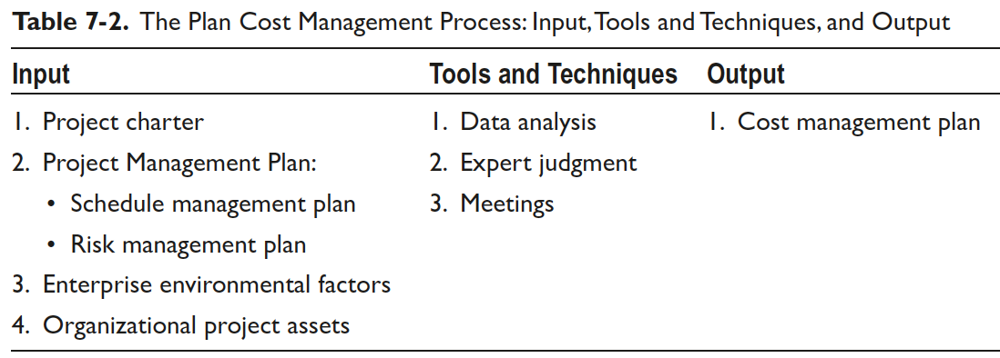 Table 7-2. The Plan Cost Management Process: Input, Tools and Techniques, and Output
Input Tools and Techniques Output
1. Project charter 1. Data analysis 1. Cost management plan
2. Project Management Plan: 2. Expert judgment
• Schedule management plan 3. Meetings
• Risk management plan
3. Enterprise environmental factors
4. Organizational project assets